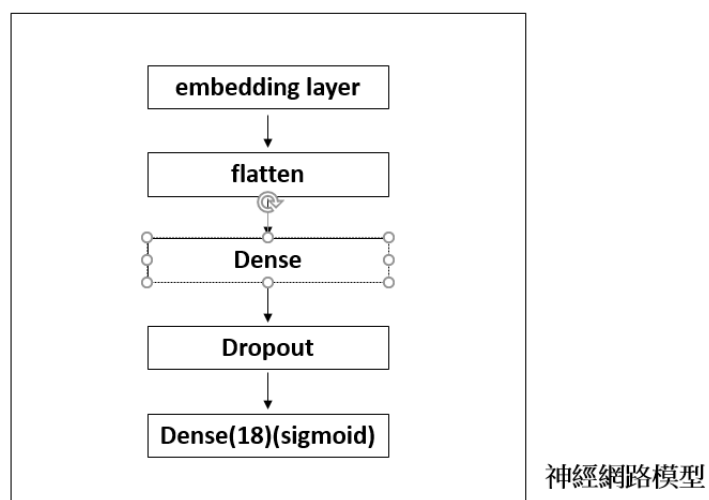 embedding layer
flatten
Dense
Dropout
Dense(18)(sigmoid)
神經網路模型